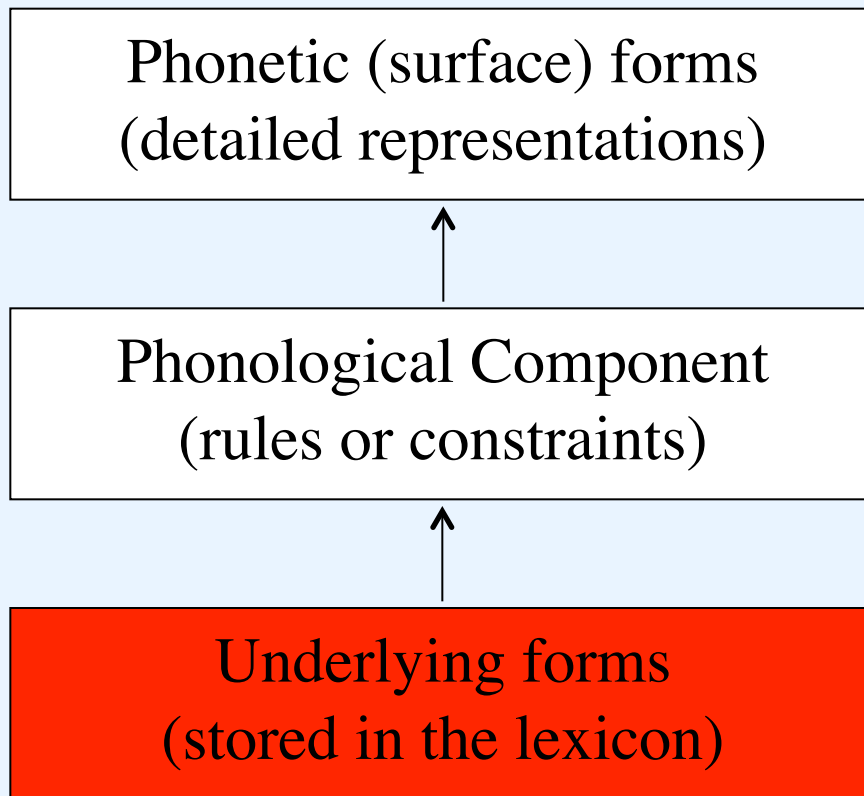 Phonetic (surface) forms
(detailed representations)
Phonological Component
(rules or constraints)
Underlying forms
(stored in the lexicon)